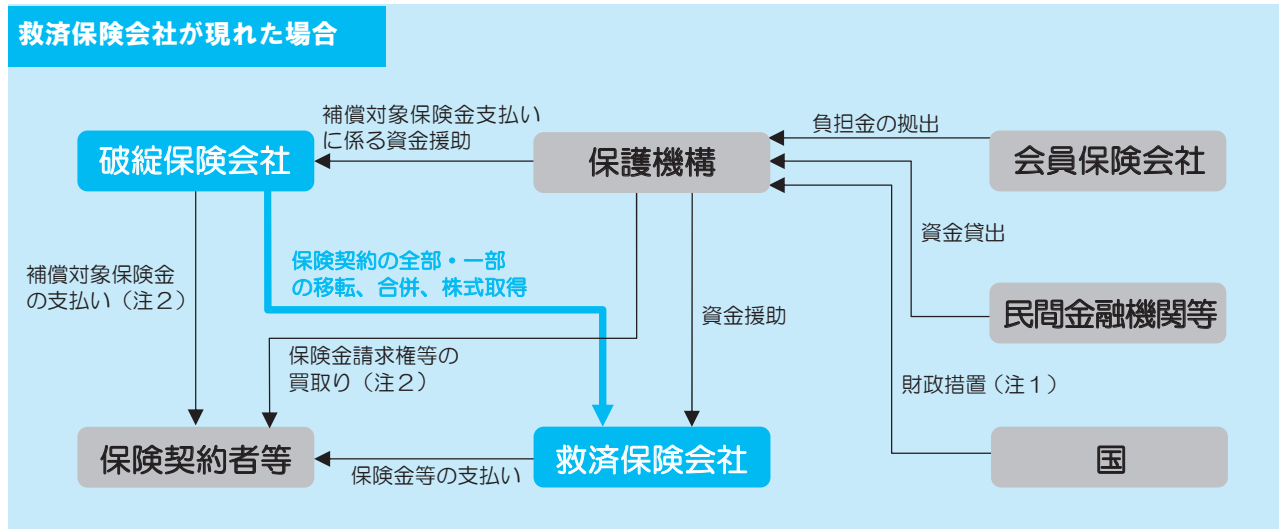 救済保険会社が現れた場合
補償対象保険金支払い
に係る資金援助
負担金の拠出
破綻保険会社
保護機構
会員保険会社
資金貸出
保険契約の全部・一部
の移転、合併、株式取得
補償対象保険金
の支払い（注２）
民間金融機関等
資金援助
保険金請求権等の
買取り（注２）
財政措置（注１）
保険契約者等
救済保険会社
国
保険金等の支払い